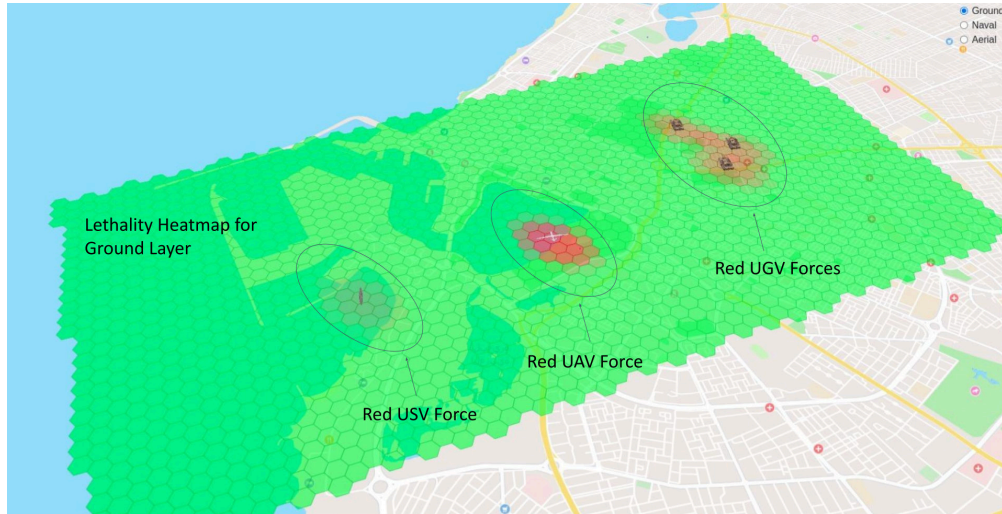 Ground
Naval
Aerial
Lethality Heatmap for
Ground Layer
Red UGV Forces
Red UAV Force
Red USV Force